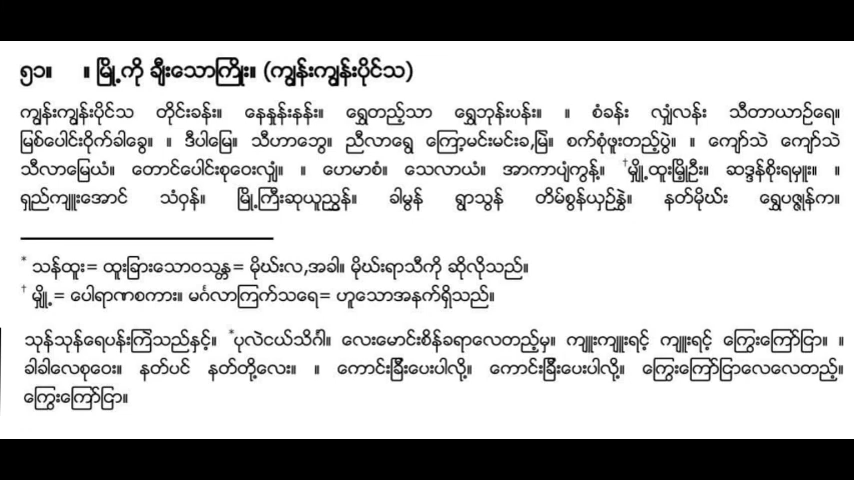 ၅၁။ ။ မြို့ကို ချီးသောကြိုး။ (ကျွန်းကျွန်းပိုင်သ)
ကျွန်းကျွန်းပိုင်သ တိုင်းခန်း။ နေနှုန်းနန်း။ ရွှေတည့်သာ ရွှေဘုန်းပန်း။ ။ စံခန်း လျှံလန်း သီတာယာဉ်ရေ။
မြစ်ပေါင်းဝိုက်ခါခွေ။ ။ ဒီပါမြေ။ သီဟာဘွေ။ ညီလာရွှေ ကြော့မင်းမင်းခ,မြဲ။ စက်စုံဖူးတည့်ပွဲ။ ။ ကျော်သဲ ကျော်သဲ
သီလာမြေယံ။ တောင်ပေါင်းစုဝေးလျှံ။ ။ ဟေမာစံ။ သေလာယံ။ အာကာပျံကွန့်။ †မှို့ထူးမြို့ဦး။ ဆဒ္ဒန်စိုးရမှူး။ ။
ရှည်ကျူးအောင် သံဝှန်။ မြို့ကြီးဆုယူညွှန်။ ခါမွန် ရွာသွန် တိမ်စွန်ယှဉ်နွှဲ။ နတ်မိုဃ်း ရွှေပဇ္ဇုန်က။
* သန်ထူး= ထူးခြားသောဝသန္တ= မိုဃ်းလ,အခါ။ မိုဃ်းရာသီကို ဆိုလိုသည်။
† မှို့= ပေါရာဏစကား။ မင်္ဂလာကြက်သရေ= ဟူသောအနက်ရှိသည်။
သုန်သုန်ရေပန်းကြဲသည်နှင့်။ *ပုလဲငယ်သိင်္ဂါ။ လေးမောင်းစိန်ခရာလေတည့်မှ။ ကျူးကျူးရင့် ကျူးရင့် ကြွေးကြော်ငြာ။ ။
ခါခါလေစုဝေး။ နတ်ပင် နတ်တို့လေး။ ။ ကောင်းခြီးပေးပါလို့။ ကောင်းခြီးပေးပါလို့။ ကြွေးကြော်ငြာလေလေတည့်။
ကြွေးကြော်ငြာ။